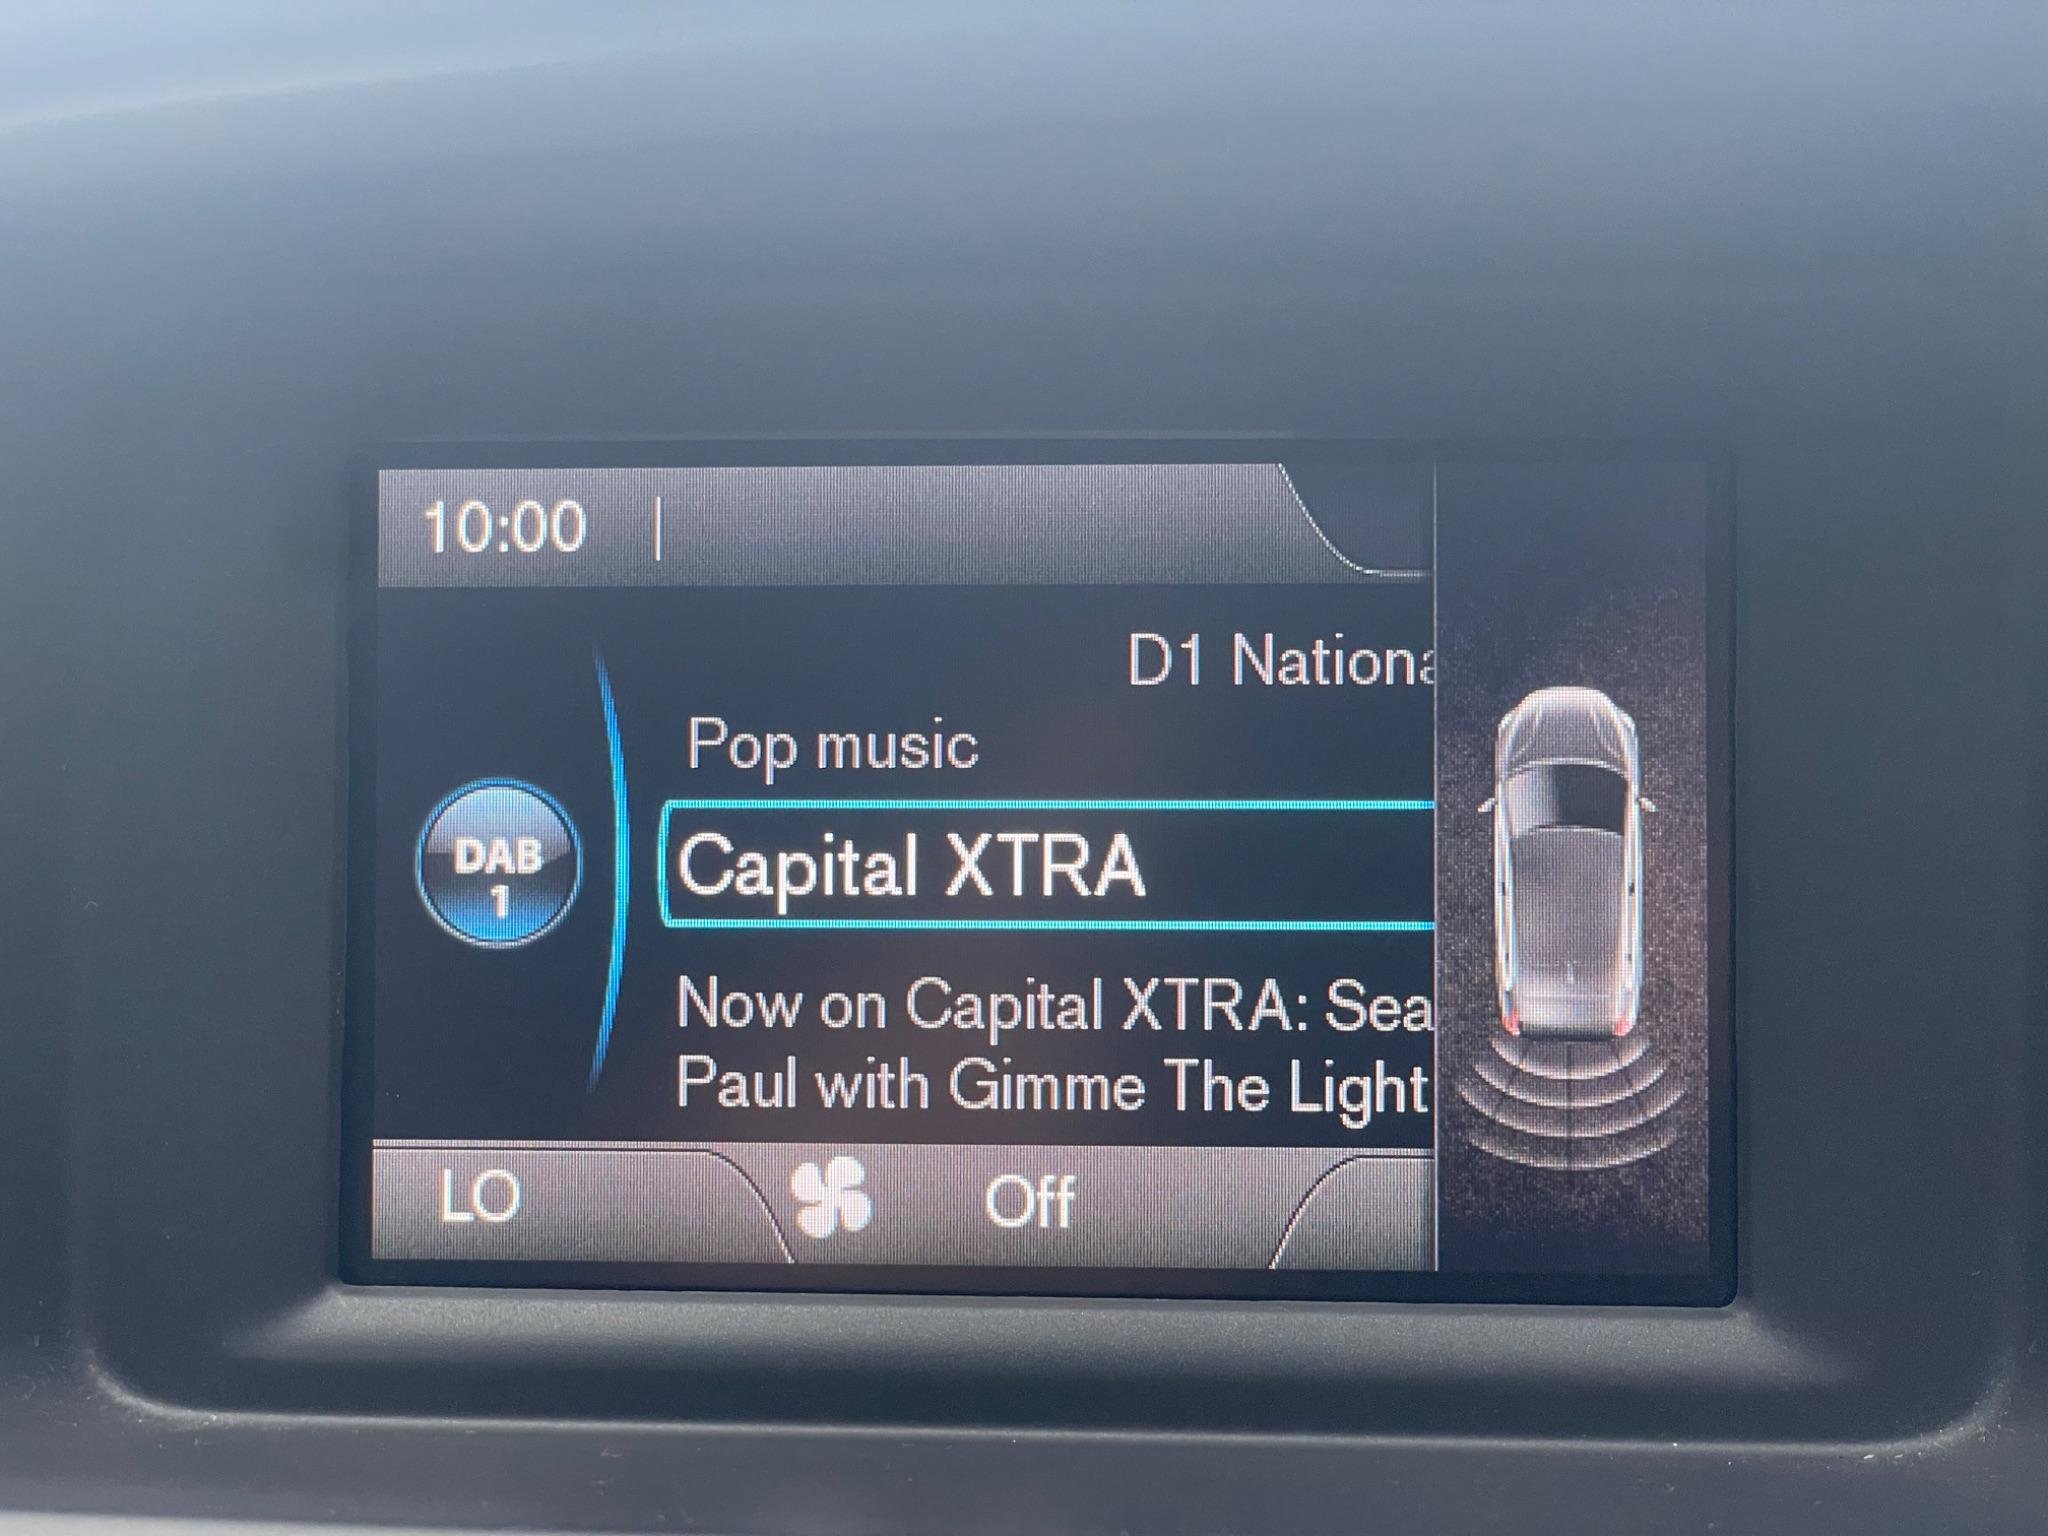 10:00
D1 Nationa
Pop music
DAB
1
Capital XTRA
Now on Capital XTRA: Sea
Paul with Gimme The Light
LO
Off